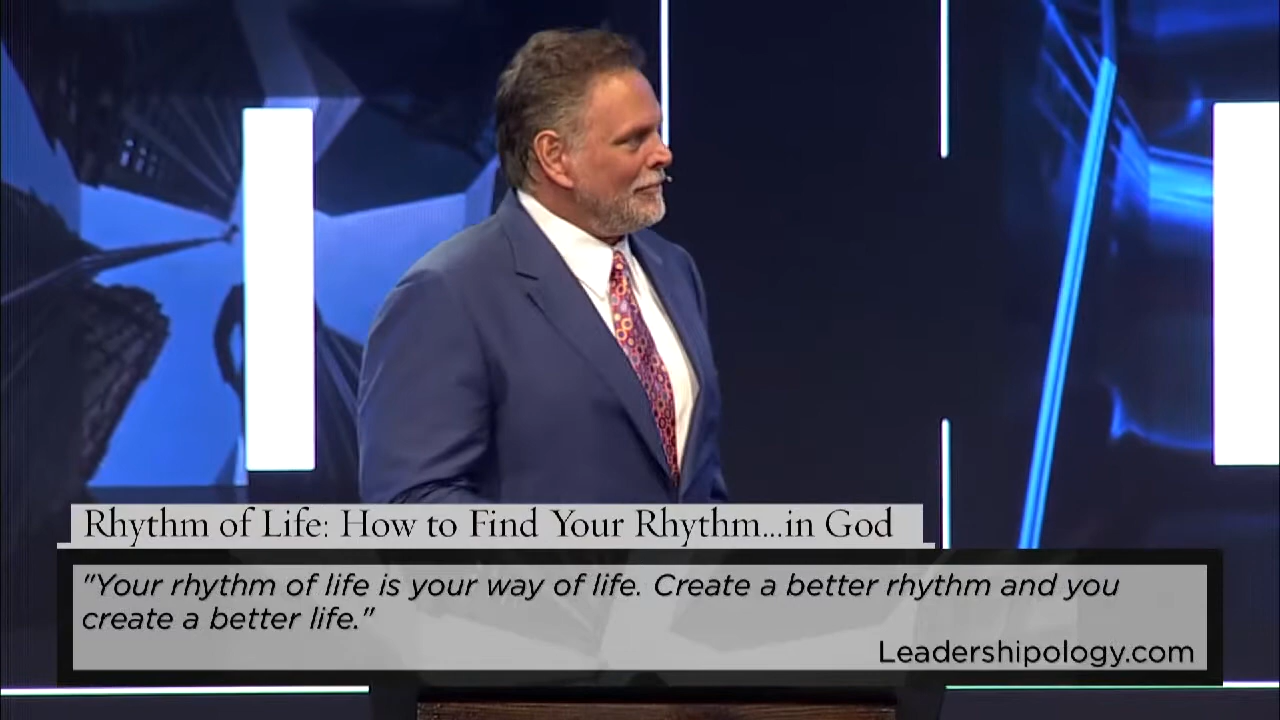 Rhythm of Life: How to Find Your Rhythm...in God
"Your rhythm of life is your way of life. Create a better rhythm and you
create a better life."
Leadershipology.com